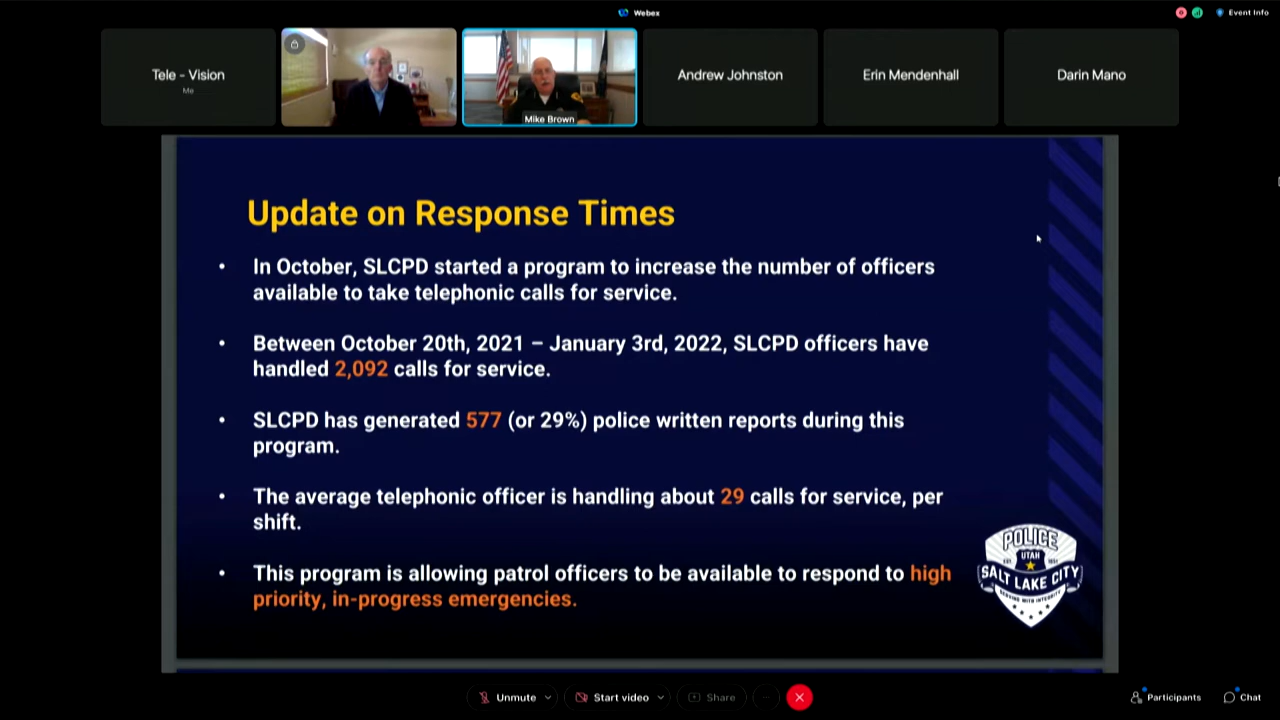 Webex
Event Info
Tele - Vision
Me
Mike Brown
Andrew Johnston
Erin Mendenhall
Darin Mano
Update on Response Times
• In October, SLCPD started a program to increase the number of officers
available to take telephonic calls for service.
• Between October 20th, 2021 – January 3rd, 2022, SLCPD officers have
handled 2,092 calls for service.
• SLCPD has generated 577 (or 29%) police written reports during this
program.
• The average telephonic officer is handling about 29 calls for service, per
shift.
• This program is allowing patrol officers to be available to respond to high
priority, in-progress emergencies.
POLICE
UTAH
SALT LAKE CITY
SERVING WITH INTEGRITY
Unmute
Start video
Share
Participants
Chat